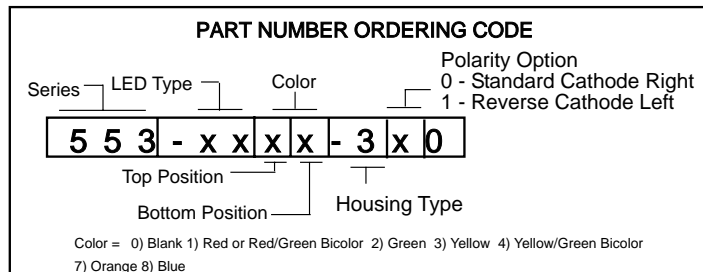 PART NUMBER ORDERING CODE
Polarity Option
0 - Standard Cathode Right
1 - Reverse Cathode Left
Series
LED Type
Color
5 5 3 - x x x x - 3 x 0
Top Position
Bottom Position
Housing Type
Color = 0) Blank 1) Red or Red/Green Bicolor 2) Green 3) Yellow 4) Yellow/Green Bicolor
7) Orange 8) Blue